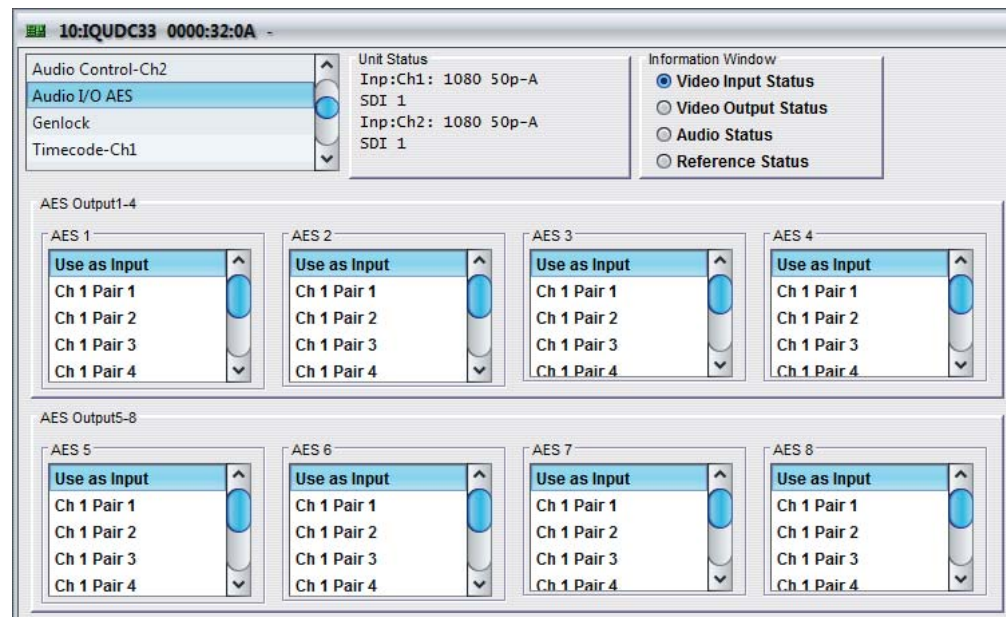 10:IQUDC33 0000:32:0A -
Audio Control-Ch2
Audio I/O AES
Genlock
Timecode-Ch1
Unit Status
Inp:Ch1: 1080 50p-A
SDI 1
Inp:Ch2: 1080 50p-A
SDI 1
Information Window
Video Input Status
Video Output Status
Audio Status
Reference Status
AES Output1-4
AES 1
Use as Input
Ch 1 Pair 1
Ch 1 Pair 2
Ch 1 Pair 3
Ch 1 Pair 4
AES 2
Use as Input
Ch 1 Pair 1
Ch 1 Pair 2
Ch 1 Pair 3
Ch 1 Pair 4
AES 3
Use as Input
Ch 1 Pair 1
Ch 1 Pair 2
Ch 1 Pair 3
Ch 1 Pair 4
AES 4
Use as Input
Ch 1 Pair 1
Ch 1 Pair 2
Ch 1 Pair 3
Ch 1 Pair 4
AES Output5-8
AES 5
Use as Input
Ch 1 Pair 1
Ch 1 Pair 2
Ch 1 Pair 3
Ch 1 Pair 4
AES 6
Use as Input
Ch 1 Pair 1
Ch 1 Pair 2
Ch 1 Pair 3
Ch 1 Pair 4
AES 7
Use as Input
Ch 1 Pair 1
Ch 1 Pair 2
Ch 1 Pair 3
Ch 1 Pair 4
AES 8
Use as Input
Ch 1 Pair 1
Ch 1 Pair 2
Ch 1 Pair 3
Ch 1 Pair 4